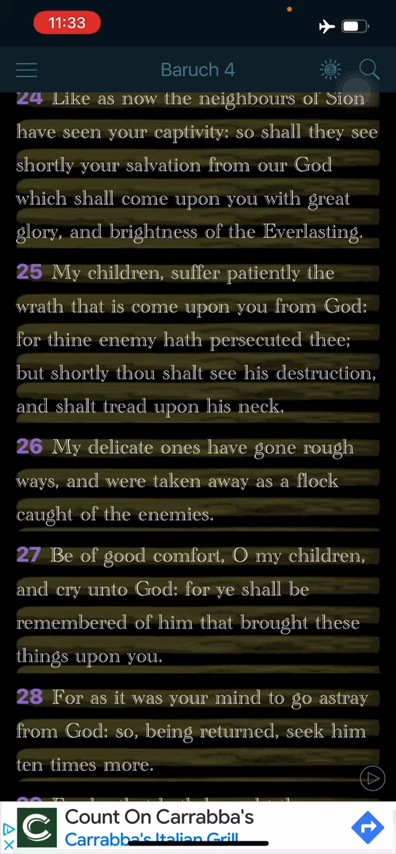 11:33
Baruch 4
24 Like as now the neighbours of Sion
have seen your captivity: so shall they see
shortly your salvation from our God
which shall come upon you with great
glory, and brightness of the Everlasting.
25 My children, suffer patiently the
wrath that is come upon you from God:
for thine enemy hath persecuted thee;
but shortly thou shalt see his destruction,
and shalt tread upon his neck.
26 My delicate ones have gone rough
ways, and were taken away as a flock
caught of the enemies.
27 Be of good comfort, O my children,
and cry unto God: for ye shall be
remembered of him that brought these
things upon you.
28 For as it was your mind to go astray
from God: so, being returned, seek him
ten times more.
Count On Carrabba's
Carrabba's Italian Grill